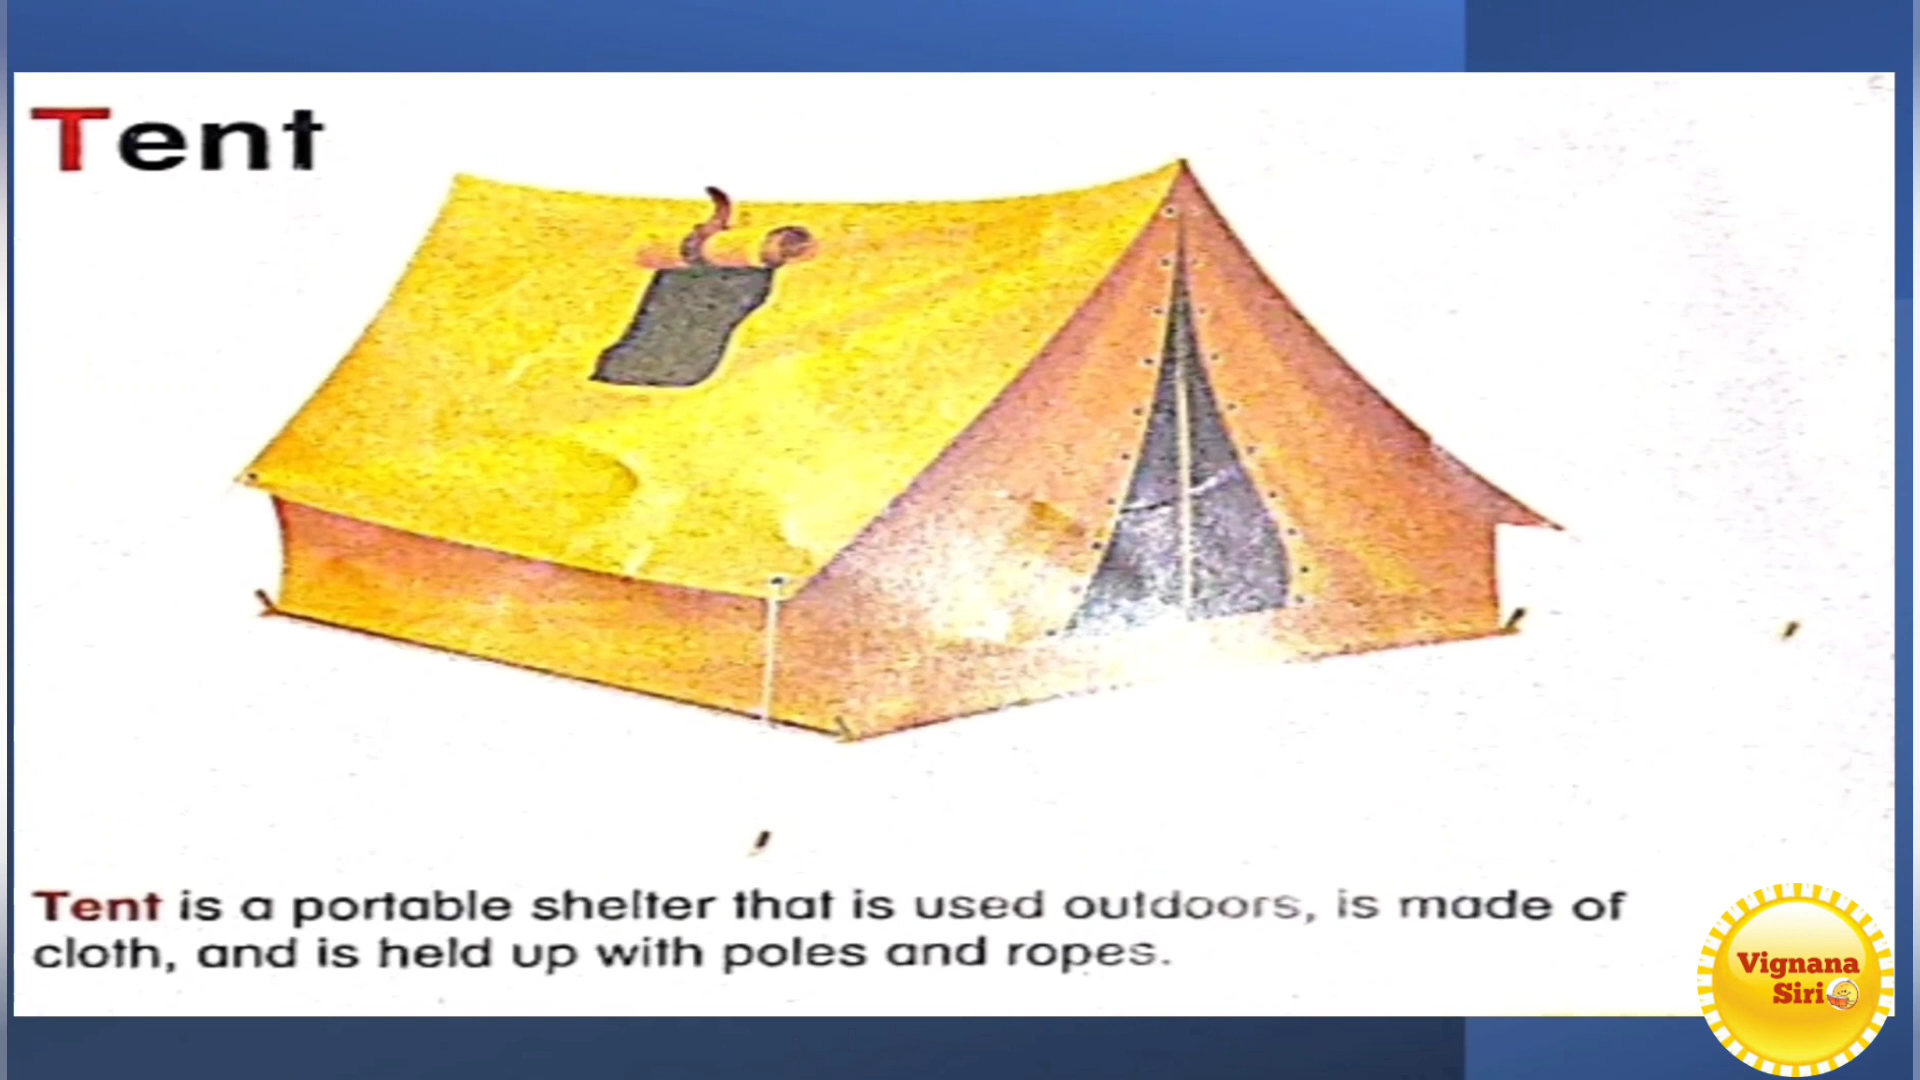 Tent
Tent is a portable shelter that is used outdoors, is made of
cloth, and is held up with poles and ropes.
Vignana
Siri